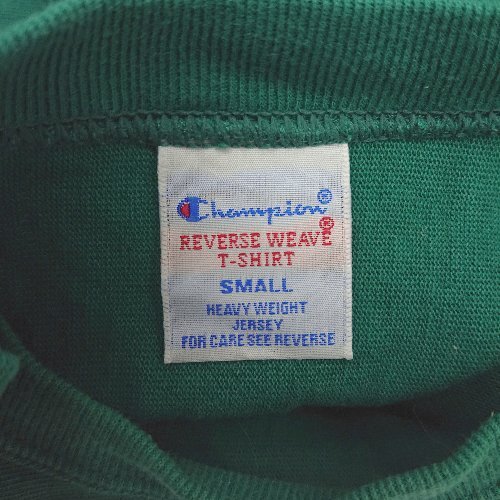 Champion®
REVERSE WEAVE®
T-SHIRT
SMALL
HEAVY WEIGHT
JERSEY
FOR CARE SEE REVERSE